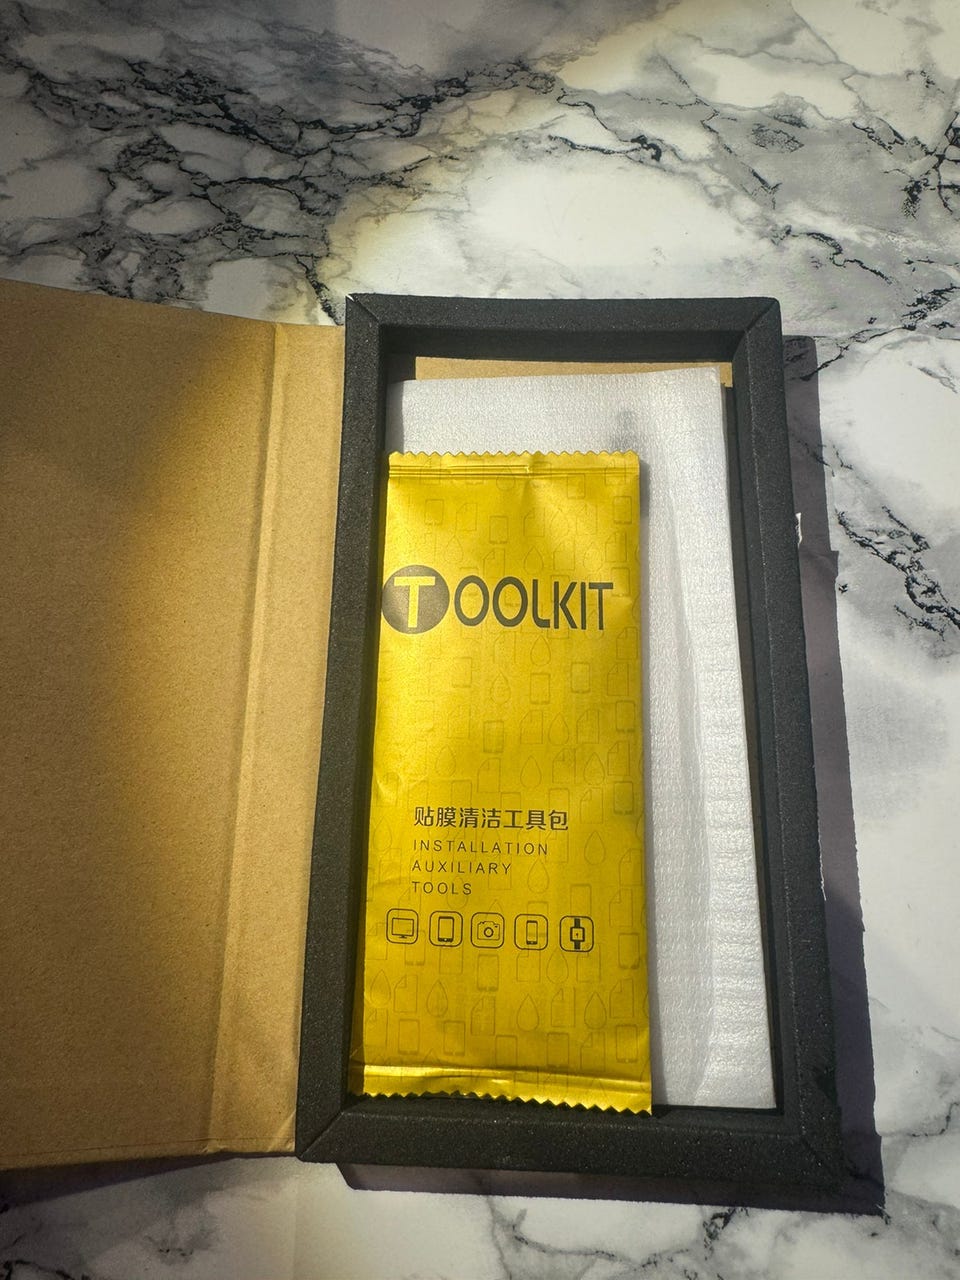 TOOLKIT
贴膜清洁工具包
INSTALLATION
AUXILIARY
TOOLS